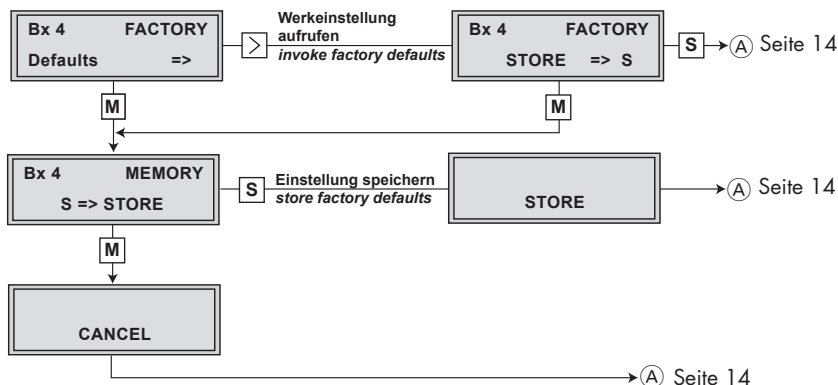 Bx 4 FACTORY
Defaults =>
>
Werkeinstellung
aufrufen
invoke factory defaults
Bx 4 FACTORY
STORE => S
S
A Seite 14
M
M
Bx 4 MEMORY
S => STORE
S
Einstellung speichern
store factory defaults
STORE
A Seite 14
M
CANCEL
A Seite 14